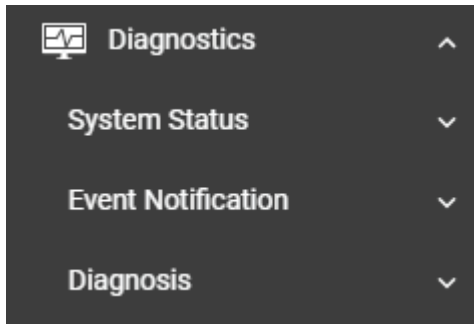 Diagnostics
System Status
Event Notification
Diagnosis